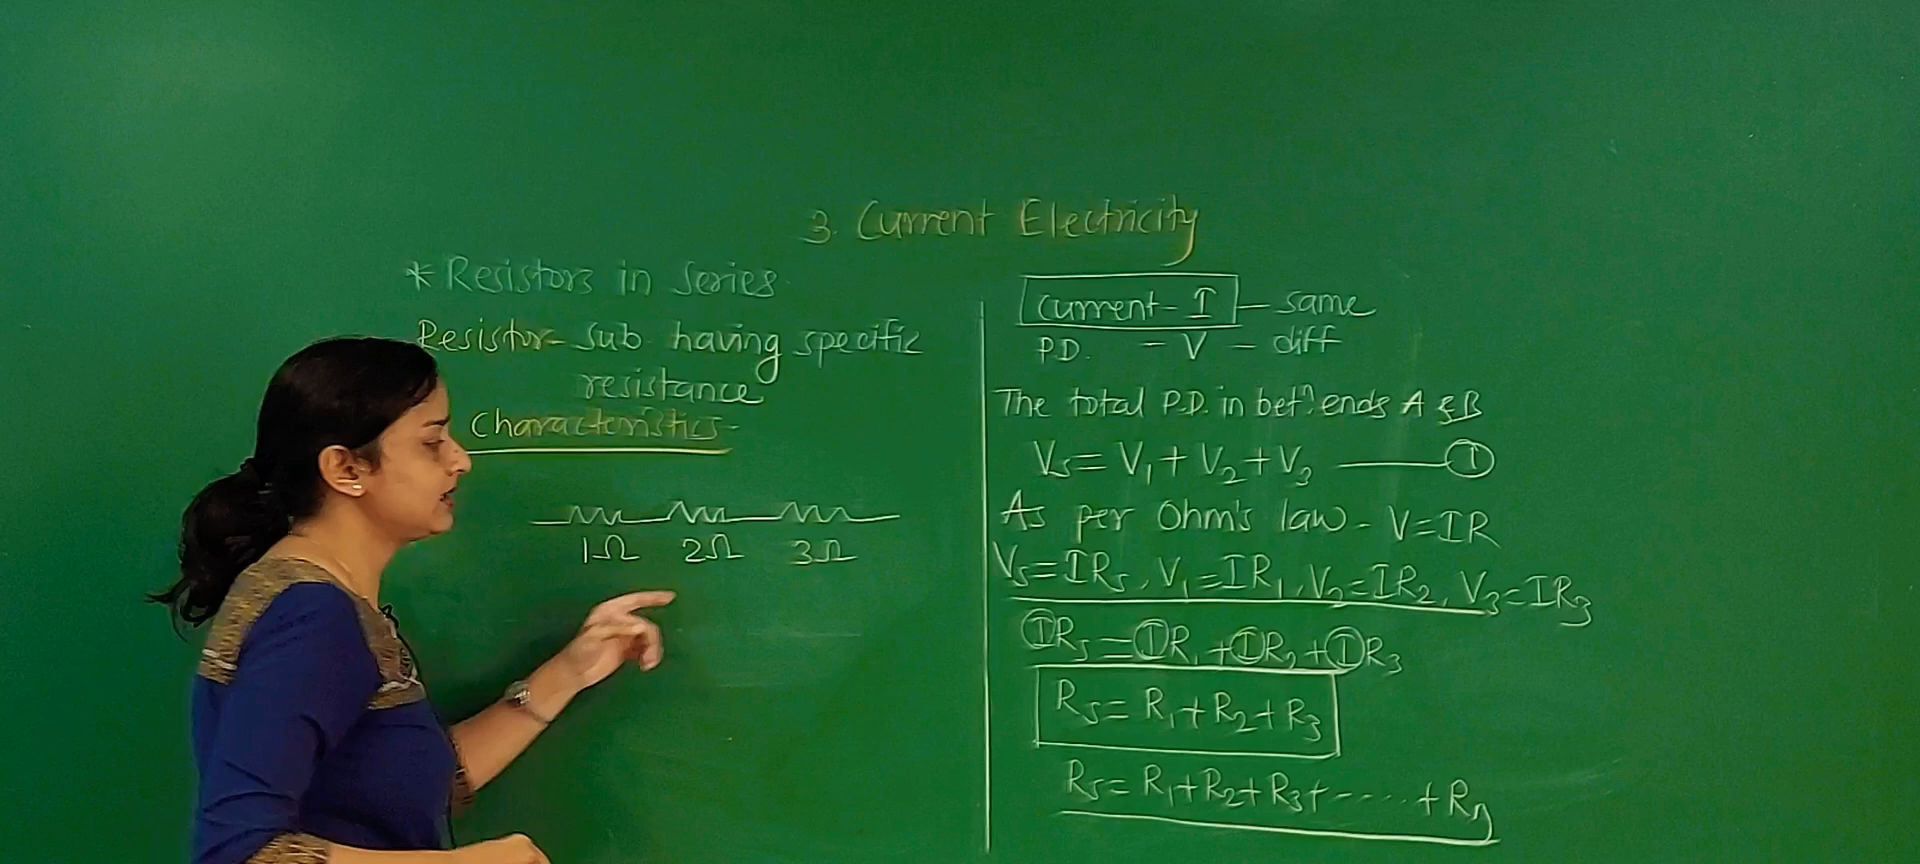 3. Current Electricity
* Resistors in series
Resistor - sub. having specific
resistance
Characteristics -
1Ω 2Ω 3Ω
Current - I — same
P.D. - V - diff
The total P.D. in betⁿ. ends A & B
Vs = V₁ + V₂ + V₃ —— ①
As per Ohm's law - V = IR
Vs = IRs, V₁ = IR₁, V₂ = IR₂, V₃ = IR₃
IRs = IR₁ + IR₂ + IR₃
Rs = R₁ + R₂ + R₃
Rs = R₁ + R₂ + R₃ + ----- + Rn